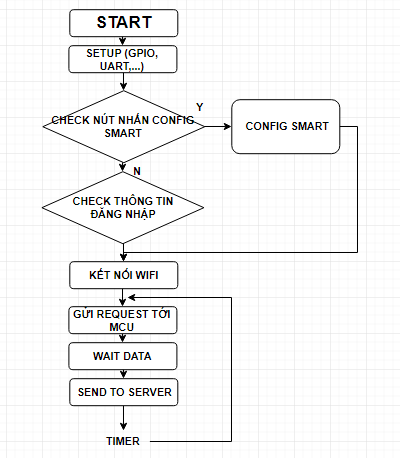 START
SETUP (GPIO,
UART,...)
CHECK NÚT NHẤN CONFIG
SMART
Y
CONFIG SMART
N
CHECK THÔNG TIN
ĐĂNG NHẬP
KẾT NỐI WIFI
GỬI REQUEST TỚI
MCU
WAIT DATA
SEND TO SERVER
TIMER